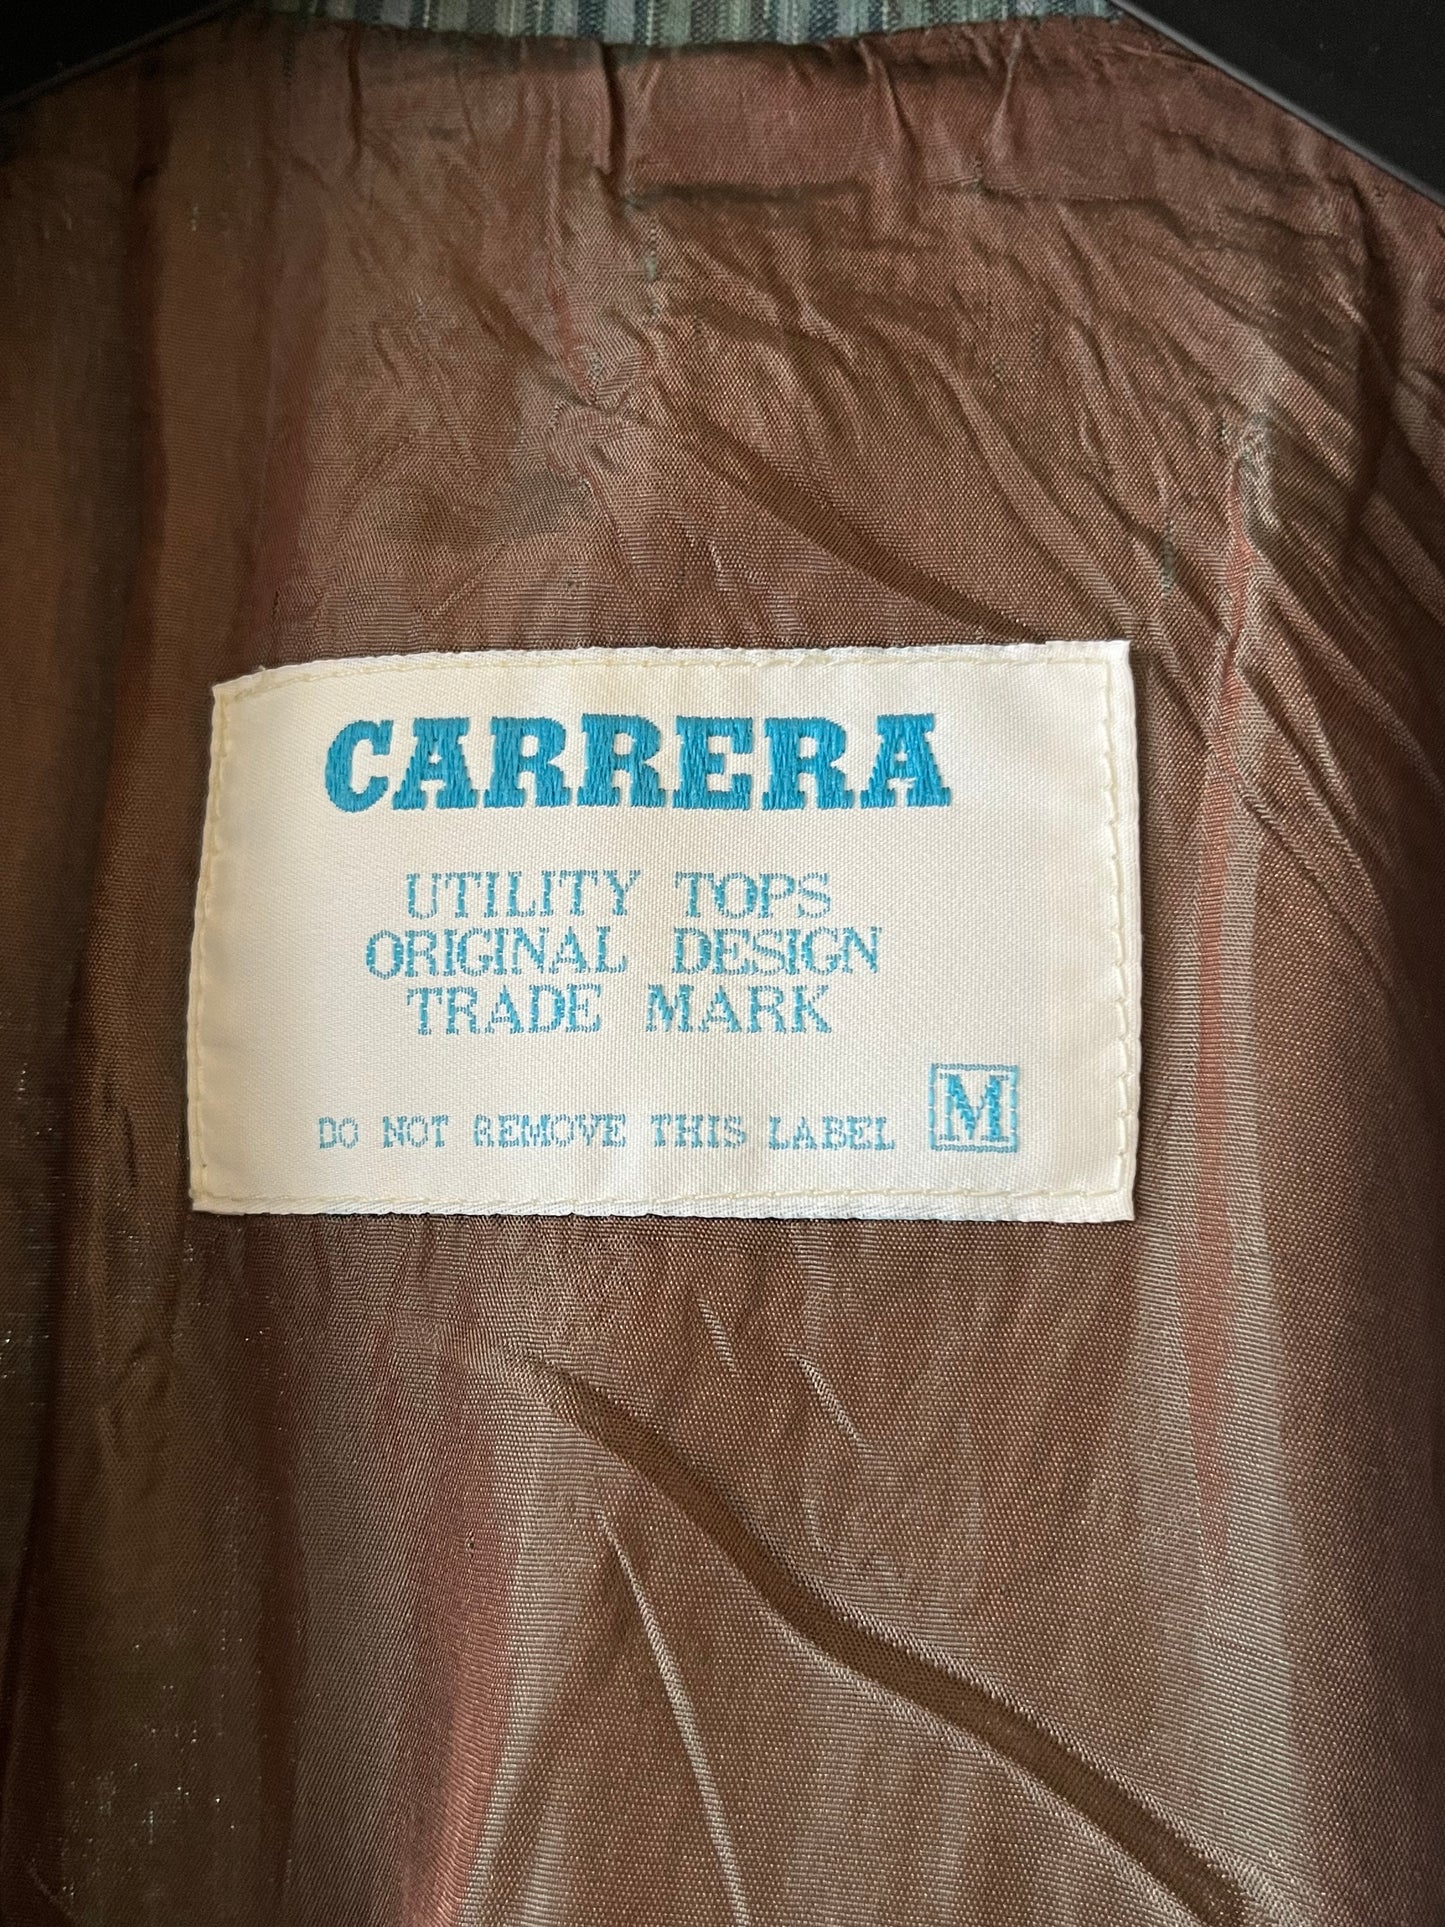 CARRERA
UTILITY TOPS
ORIGINAL DESIGN
TRADE MARK
DO NOT REMOVE THIS LABEL M